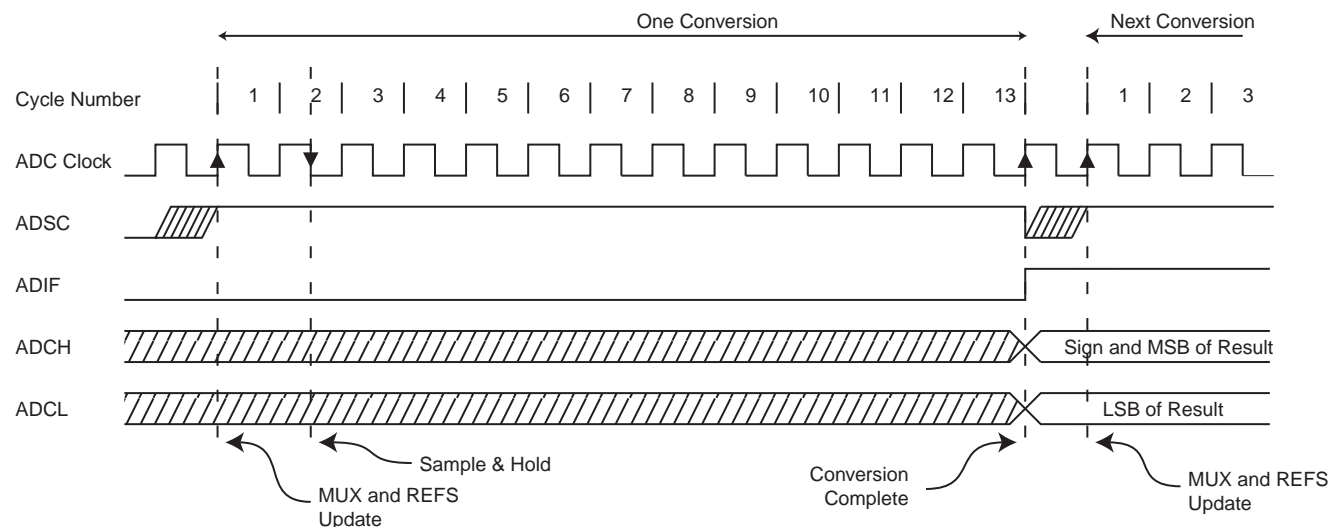 One Conversion Next Conversion
Cycle Number 1 2 3 4 5 6 7 8 9 10 11 12 13 1 2 3
ADC Clock
ADSC
ADIF
ADCH Sign and MSB of Result
ADCL LSB of Result
Sample & Hold
MUX and REFS
Update
Conversion
Complete
MUX and REFS
Update